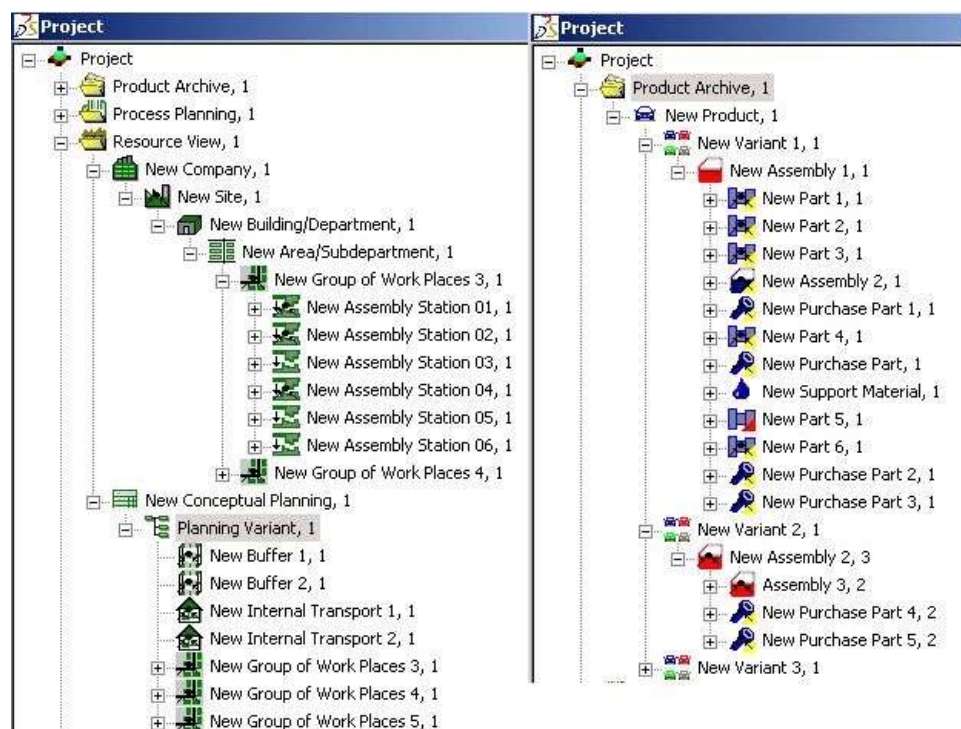 Project
Project
Product Archive, 1
Process Planning, 1
Resource View, 1
New Company, 1
New Site, 1
New Building/Department, 1
New Area/Subdepartment, 1
New Group of Work Places 3, 1
New Assembly Station 01, 1
New Assembly Station 02, 1
New Assembly Station 03, 1
New Assembly Station 04, 1
New Assembly Station 05, 1
New Assembly Station 06, 1
New Group of Work Places 4, 1
New Conceptual Planning, 1
Planning Variant, 1
New Buffer 1, 1
New Buffer 2, 1
New Internal Transport 1, 1
New Internal Transport 2, 1
New Group of Work Places 3, 1
New Group of Work Places 4, 1
New Group of Work Places 5, 1
Project
Project
Product Archive, 1
New Product, 1
New Variant 1, 1
New Assembly 1, 1
New Part 1, 1
New Part 2, 1
New Part 3, 1
New Assembly 2, 1
New Purchase Part 1, 1
New Part 4, 1
New Purchase Part, 1
New Support Material, 1
New Part 5, 1
New Part 6, 1
New Purchase Part 2, 1
New Purchase Part 3, 1
New Variant 2, 1
New Assembly 2, 3
Assembly 3, 2
New Purchase Part 4, 2
New Purchase Part 5, 2
New Variant 3, 1